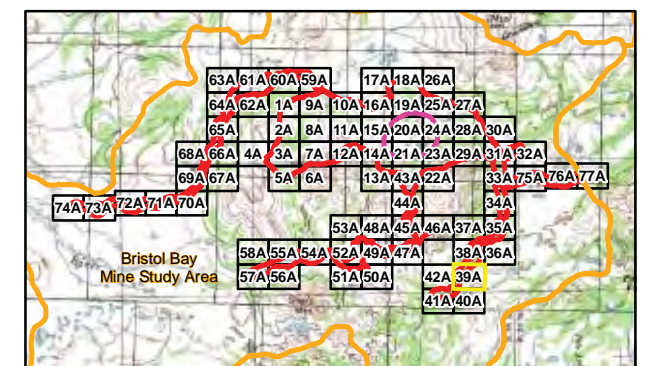 63A 61A 60A 59A 17A 18A 26A
64A 62A 1A 9A 10A 16A 19A 25A 27A
65A 2A 8A 11A 15A 20A 24A 28A 30A
68A 66A 4A 3A 7A 12A 14A 21A 23A 29A 31A 32A
69A 67A 5A 6A 13A 43A 22A 33A 75A 76A 77A
74A 73A 72A 71A 70A 44A 34A
53A 48A 45A 46A 37A 35A
58A 55A 54A 52A 49A 47A 38A 36A
Bristol Bay
Mine Study Area
57A 56A 51A 50A 42A 39A
41A 40A